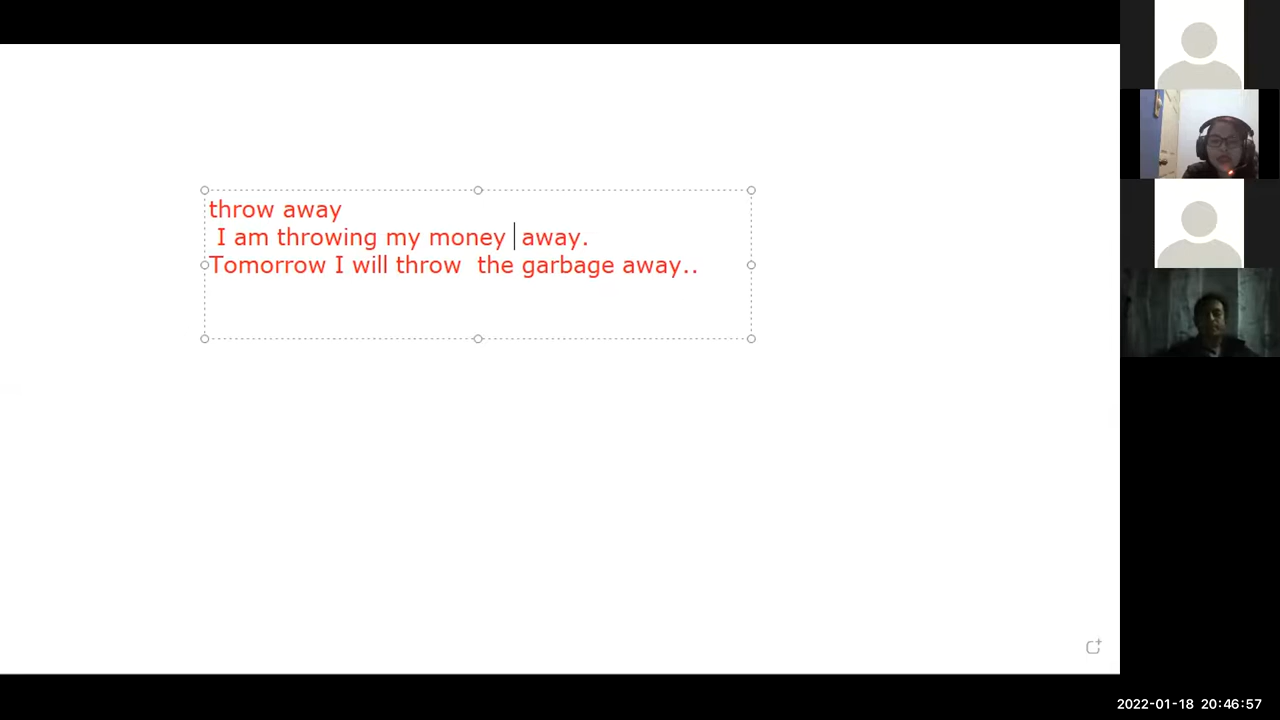 throw away
I am throwing my money away.
Tomorrow I will throw  the garbage away..
2022-01-18 20:46:57